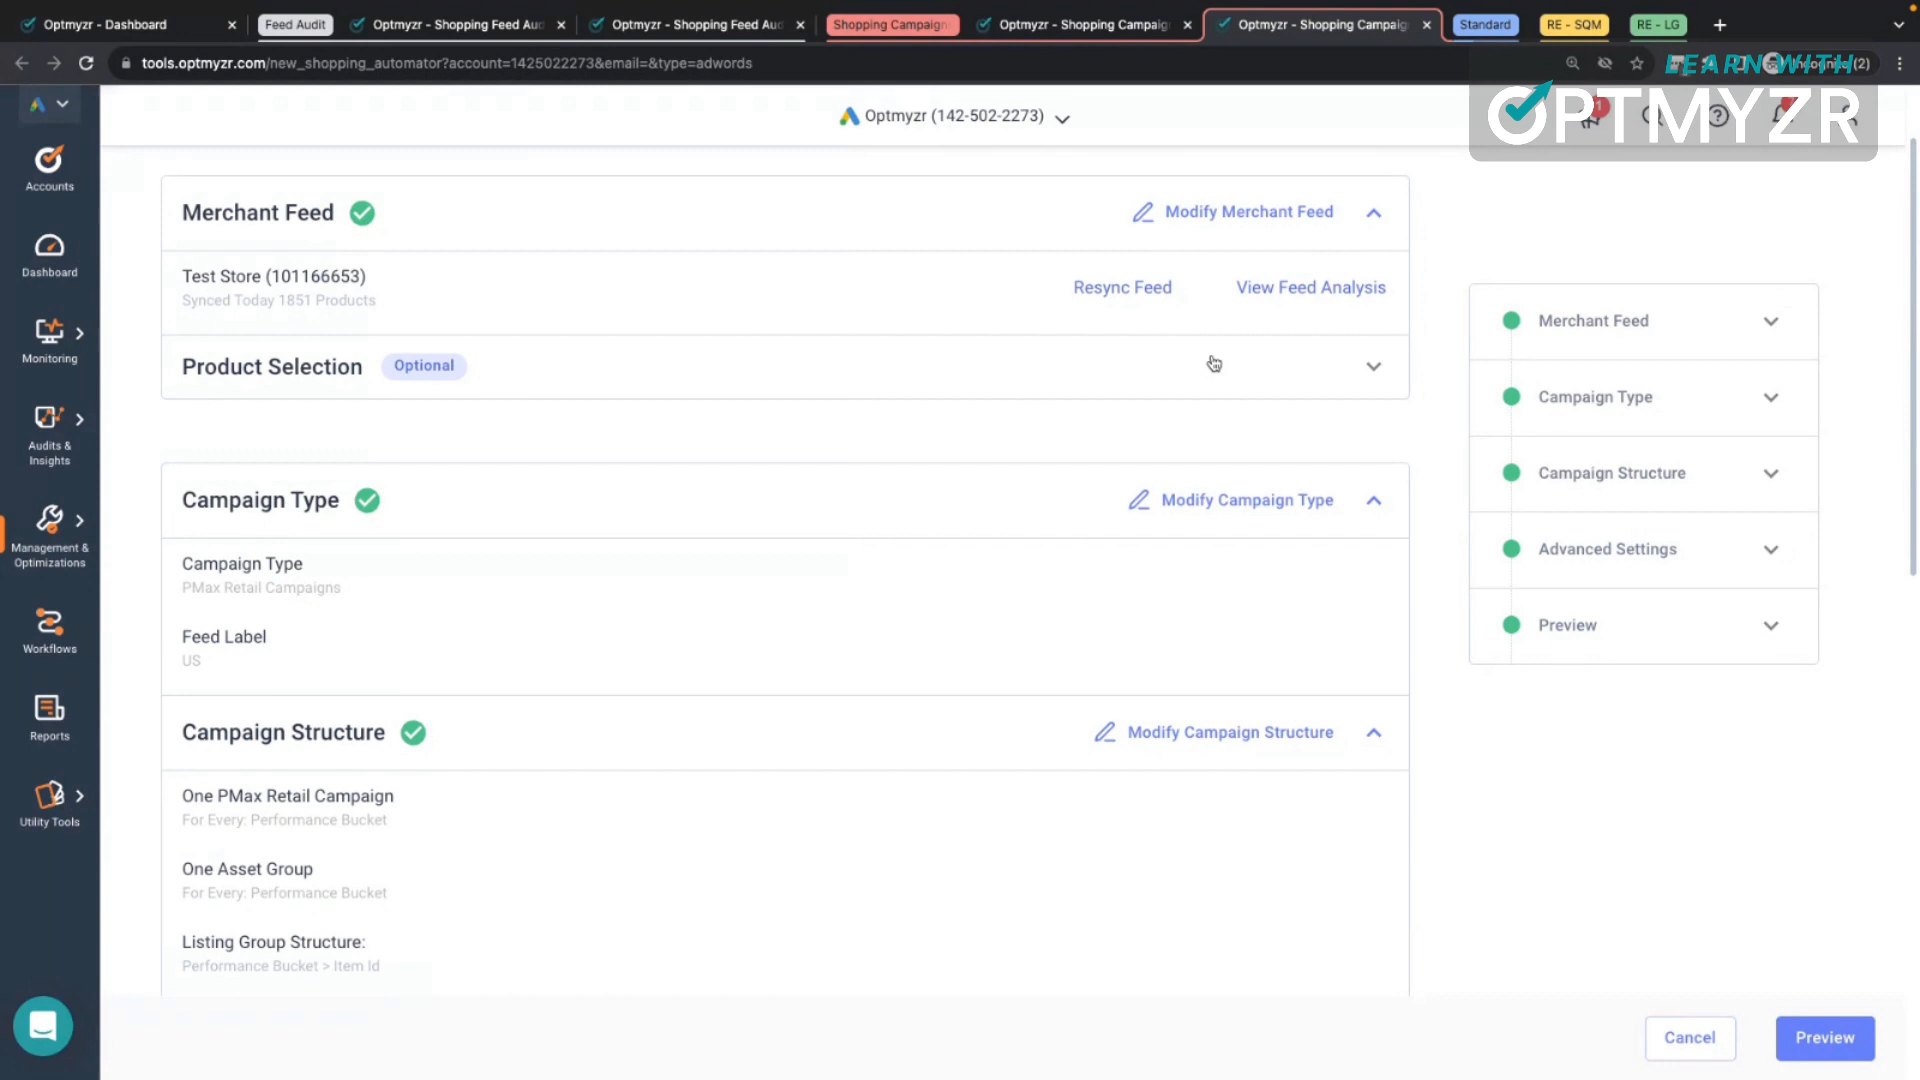 Optmyzr - Dashboard
Feed Audit
Optmyzr - Shopping Feed Aud
Optmyzr - Shopping Feed Aud
Shopping Campaign
Optmyzr - Shopping Campaig
Optmyzr - Shopping Campaig
Standard
RE - SQM
RE - LG
tools.optmyzr.com/new_shopping_automator?account=1425022273&email=&type=adwords
LEARN WITH
OPTMYZR
Optmyzr (142-502-2273)
1
Accounts
Dashboard
Monitoring
Audits &
Insights
Management &
Optimizations
Workflows
Reports
Utility Tools
Merchant Feed
Modify Merchant Feed
Test Store (101166653)
Synced Today 1851 Products
Resync Feed
View Feed Analysis
Product Selection
Optional
Campaign Type
Modify Campaign Type
Campaign Type
PMax Retail Campaigns
Feed Label
US
Campaign Structure
Modify Campaign Structure
One PMax Retail Campaign
For Every: Performance Bucket
One Asset Group
For Every: Performance Bucket
Listing Group Structure:
Performance Bucket > Item Id
Merchant Feed
Campaign Type
Campaign Structure
Advanced Settings
Preview
Cancel
Preview